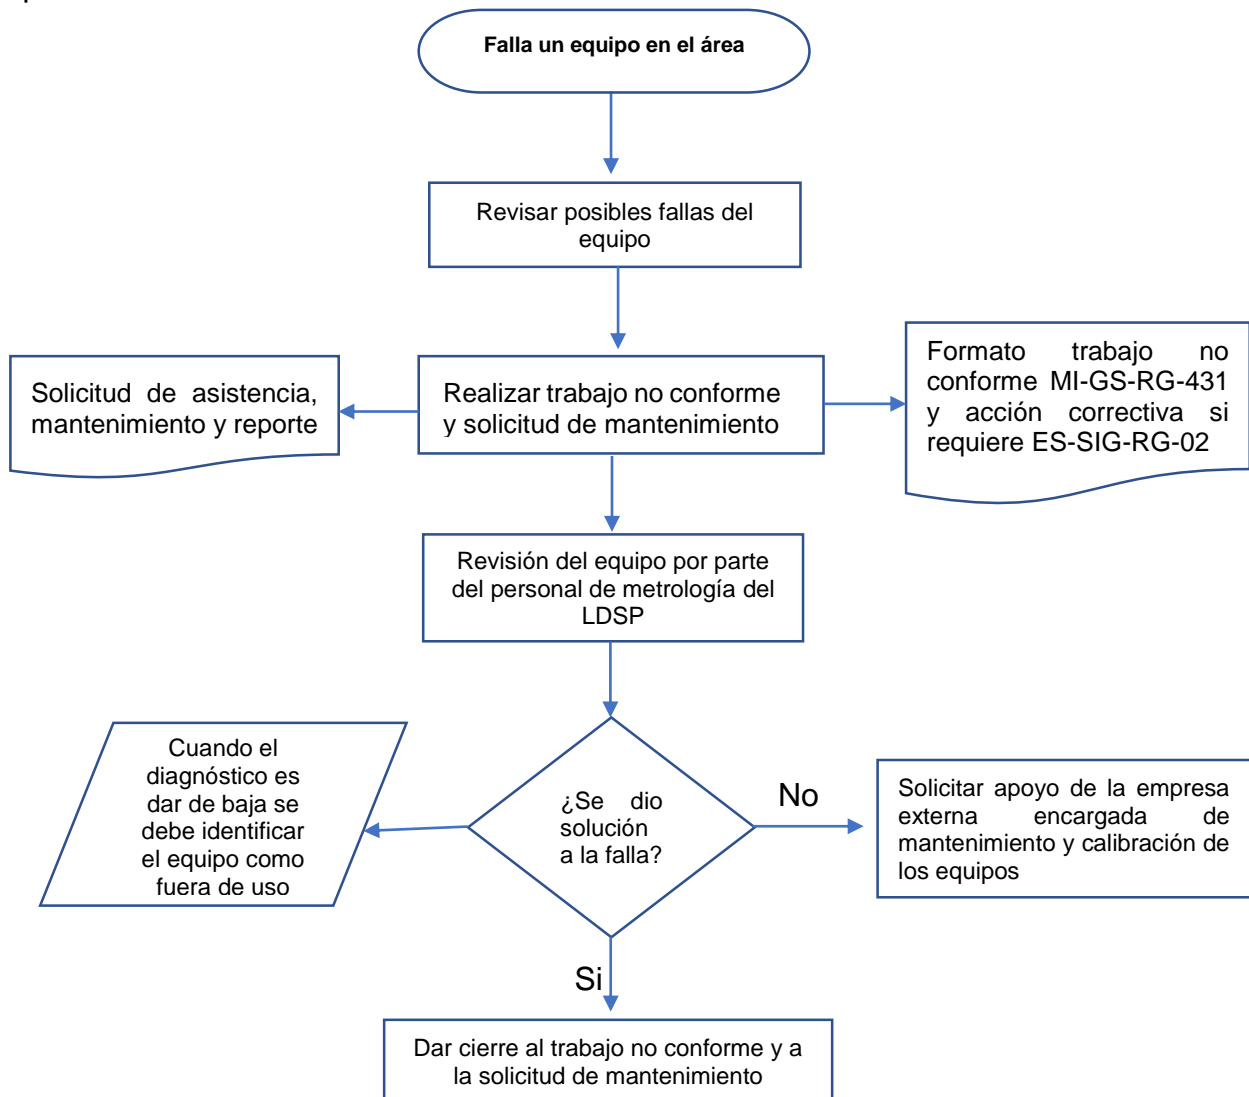 Falla un equipo en el área
Revisar posibles fallas del
equipo
Solicitud de asistencia,
mantenimiento y reporte
Realizar trabajo no conforme
y solicitud de mantenimiento
Formato trabajo no
conforme MI-GS-RG-431
y acción correctiva si
requiere ES-SIG-RG-02
Revisión del equipo por parte
del personal de metrología del
LDSP
Cuando el
diagnóstico es
dar de baja se
debe identificar
el equipo como
fuera de uso
¿Se dio
solución
a la falla?
No
Solicitar apoyo de la empresa
externa encargada de
mantenimiento y calibración de
los equipos
Si
Dar cierre al trabajo no conforme y a
la solicitud de mantenimiento